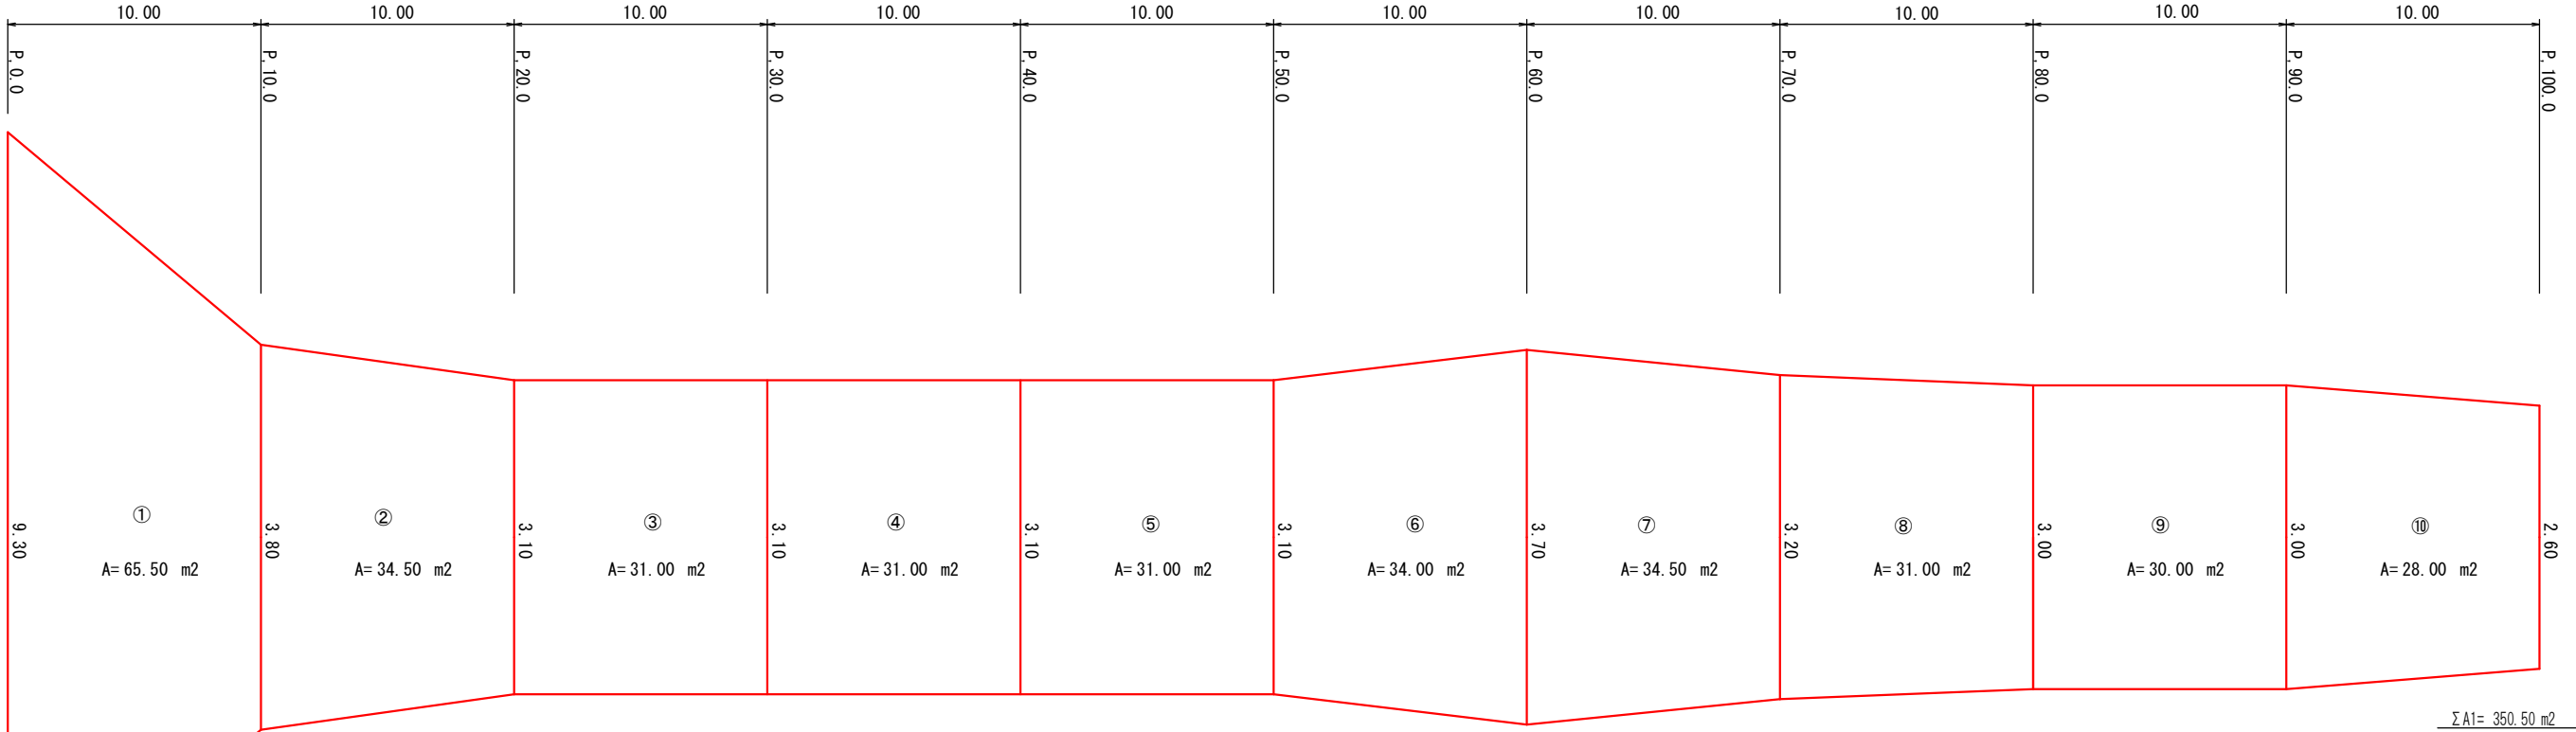 10.00 10.00 10.00 10.00 10.00 10.00 10.00 10.00 10.00 10.00
P,0.0
P,10.0
P,20.0
P,30.0
P,40.0
P,50.0
P,60.0
P,70.0
P,80.0
P,90.0
P,100.0
① ② ③ ④ ⑤ ⑥ ⑦ ⑧ ⑨ ⑩
9.30
3.80
3.10
3.10
3.10
3.10
3.70
3.20
3.00
3.00
2.60
A= 65.50 m2
A= 34.50 m2
A= 31.00 m2
A= 31.00 m2
A= 31.00 m2
A= 34.00 m2
A= 34.50 m2
A= 31.00 m2
A= 30.00 m2
A= 28.00 m2
ΣA1= 350.50 m2